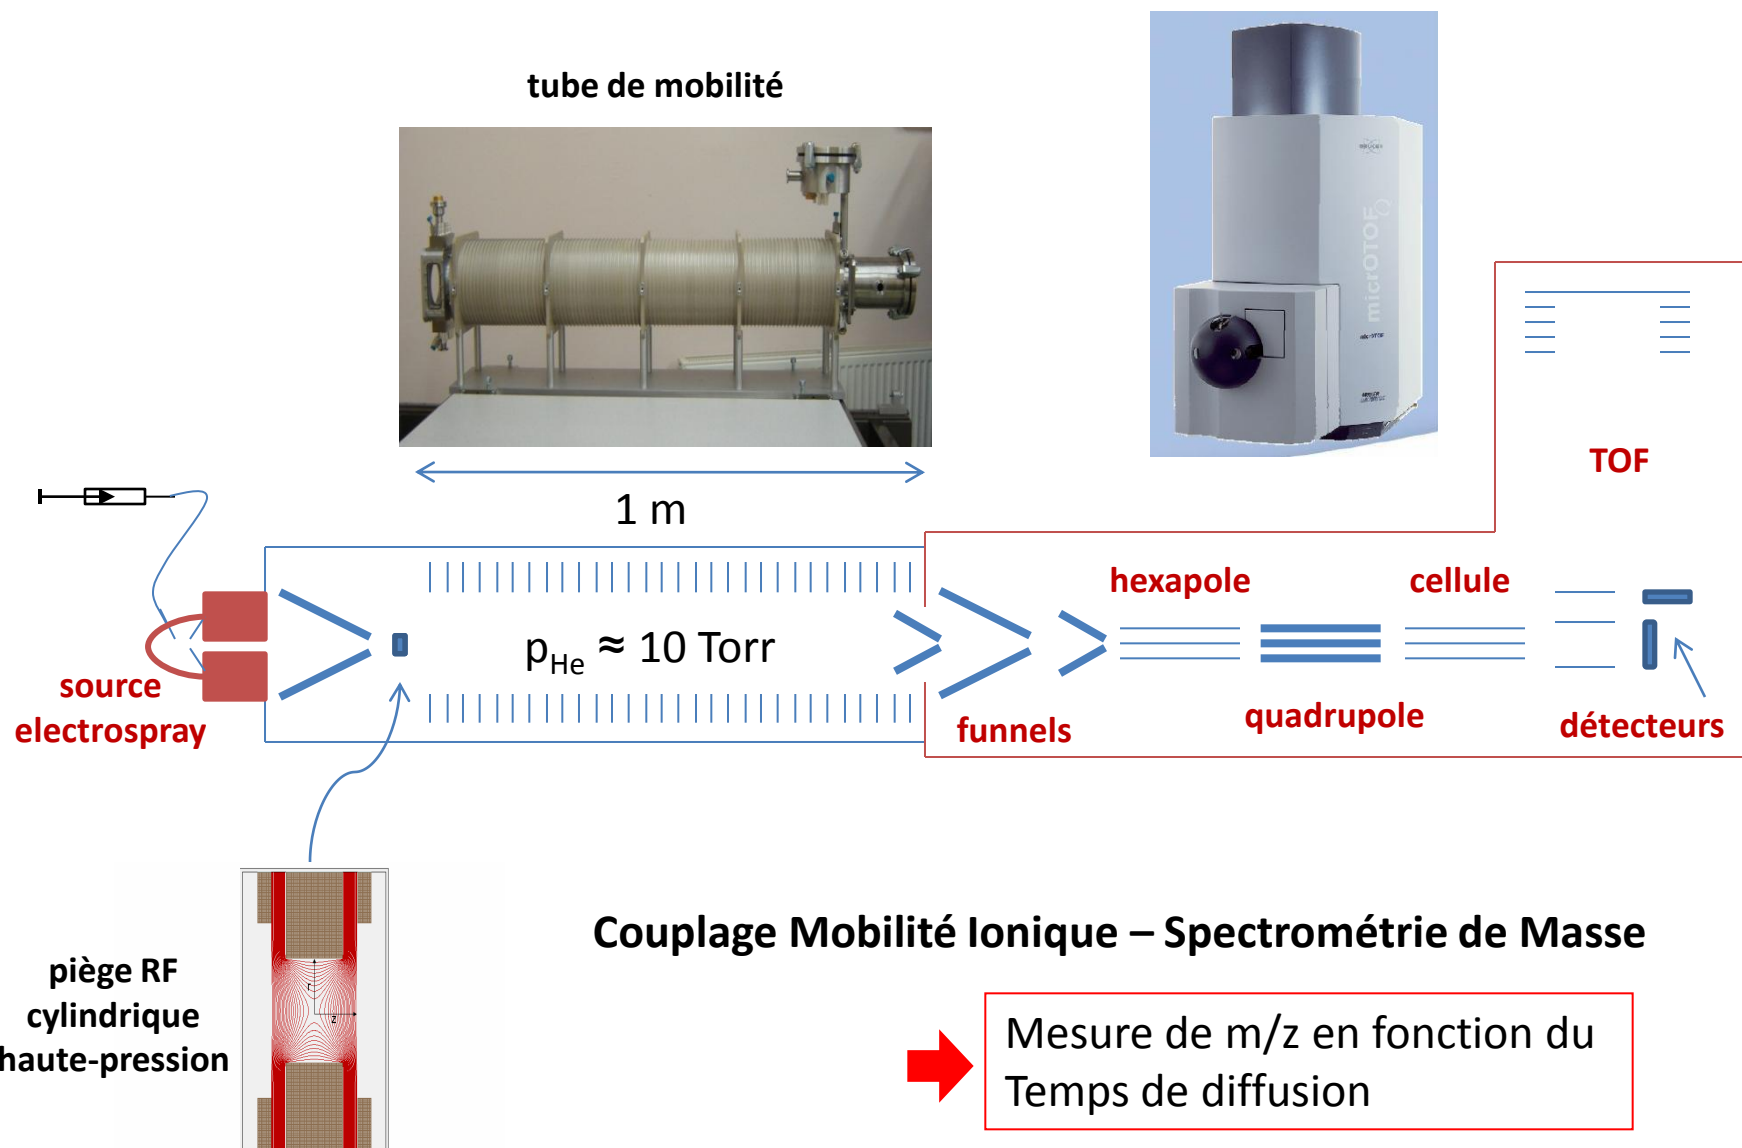 tube de mobilité
micrOTOF
Q
TOF
1 m
hexapole
cellule
pHe ≈ 10 Torr
source
electrospray
funnels
quadrupole
détecteurs
Couplage Mobilité Ionique – Spectrométrie de Masse
piège RF
cylindrique
haute-pression
r
z
Mesure de m/z en fonction du
Temps de diffusion